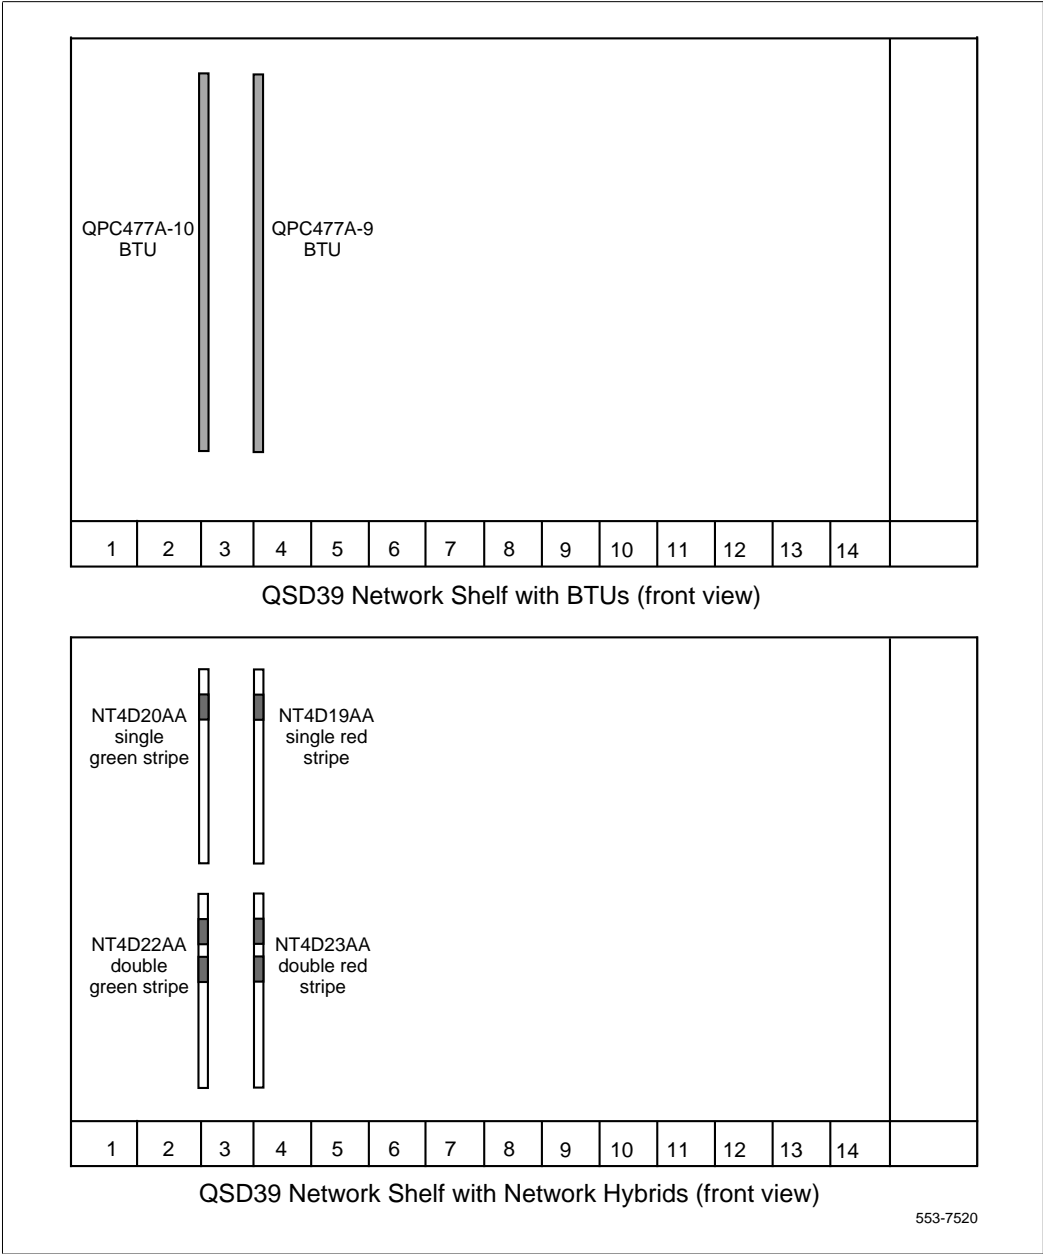 QPC477A-10
BTU
QPC477A-9
BTU
1 2 3 4 5 6 7 8 9 10 11 12 13 14
QSD39 Network Shelf with BTUs (front view)
NT4D20AA
single
green stripe
NT4D19AA
single red
stripe
NT4D22AA
double
green stripe
NT4D23AA
double red
stripe
1 2 3 4 5 6 7 8 9 10 11 12 13 14
QSD39 Network Shelf with Network Hybrids (front view)
553-7520